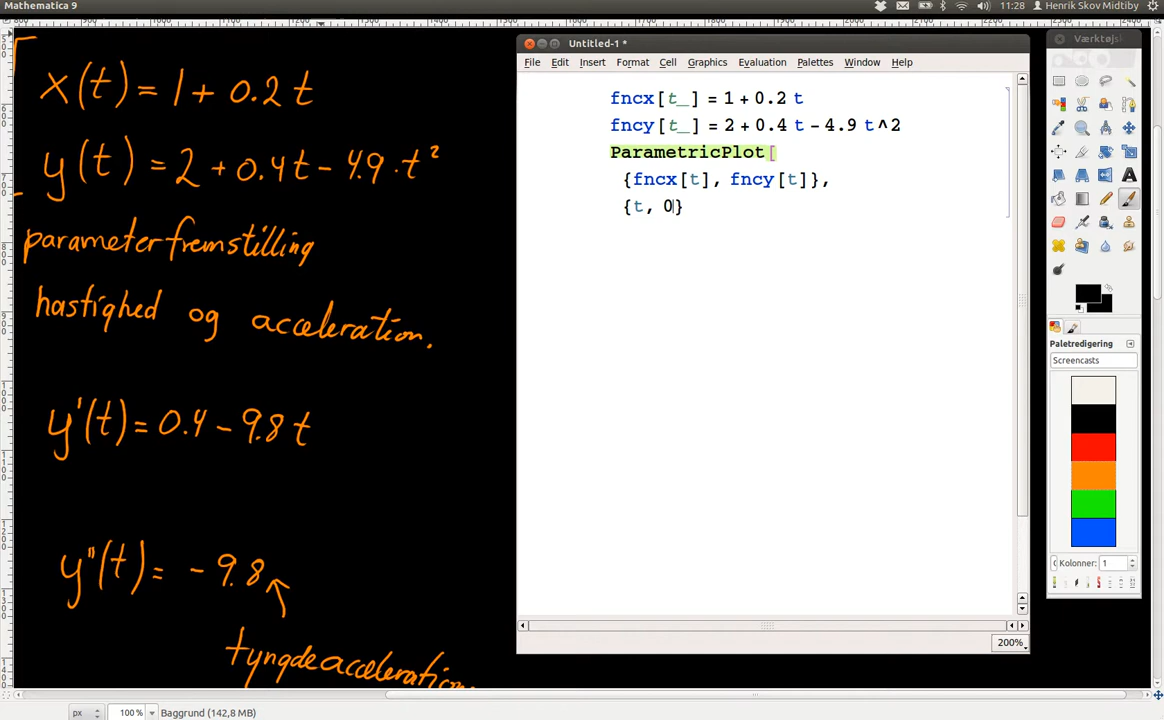 Mathematica 9
11:28 Henrik Skov Midtiby
x(t) = 1 + 0.2 t
y(t) = 2 + 0.4t - 4.9 · t²
parameterfremstilling
hastighed og acceleration.
y'(t) = 0.4 - 9.8 t
y''(t) = - 9.8
tyngdeacceleration
Untitled-1 *
File Edit Insert Format Cell Graphics Evaluation Palettes Window Help
fncx[t_] = 1 + 0.2 t
fncy[t_] = 2 + 0.4 t - 4.9 t^2
ParametricPlot[
{fncx[t], fncy[t]},
{t, 0}
200%
Værktøjs
Paletredigering
Screencasts
Kolonner: 1
px 100% Baggrund (142,8 MB)